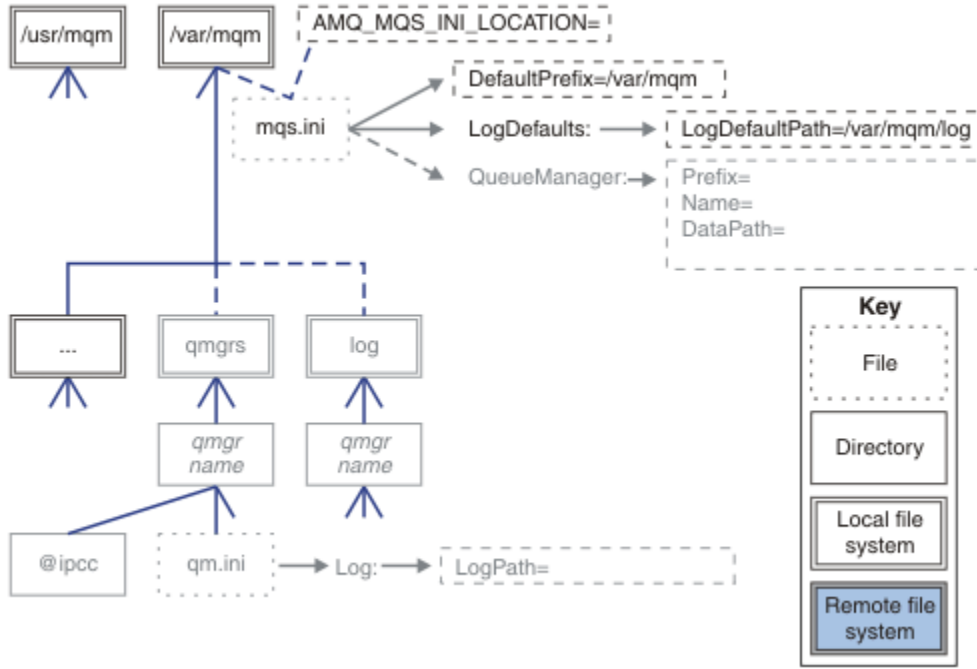 /usr/mqm
/var/mqm
AMQ_MQS_INI_LOCATION=
mqs.ini
DefaultPrefix=/var/mqm
LogDefaults:
LogDefaultPath=/var/mqm/log
QueueManager:
Prefix=
Name=
DataPath=
...
qmgrs
log
qmgr
name
qmgr
name
@ipcc
qm.ini
Log:
LogPath=
Key
File
Directory
Local file
system
Remote file
system